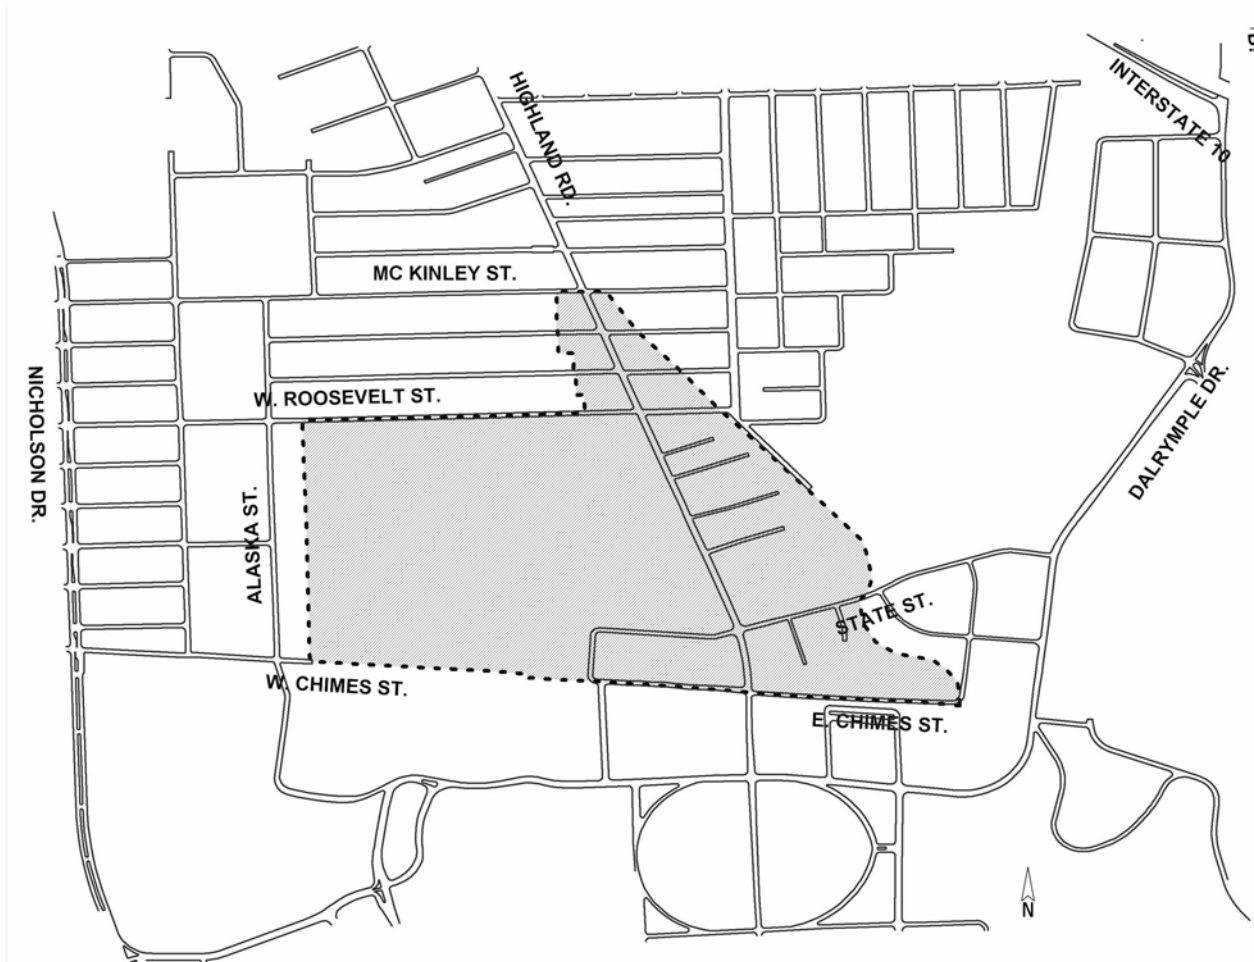 INTERSTATE 10
HIGHLAND RD.
MC KINLEY ST.
W. ROOSEVELT ST.
NICHOLSON DR.
DALRYMPLE DR.
ALASKA ST.
STATE ST.
W. CHIMES ST.
E. CHIMES ST.
N